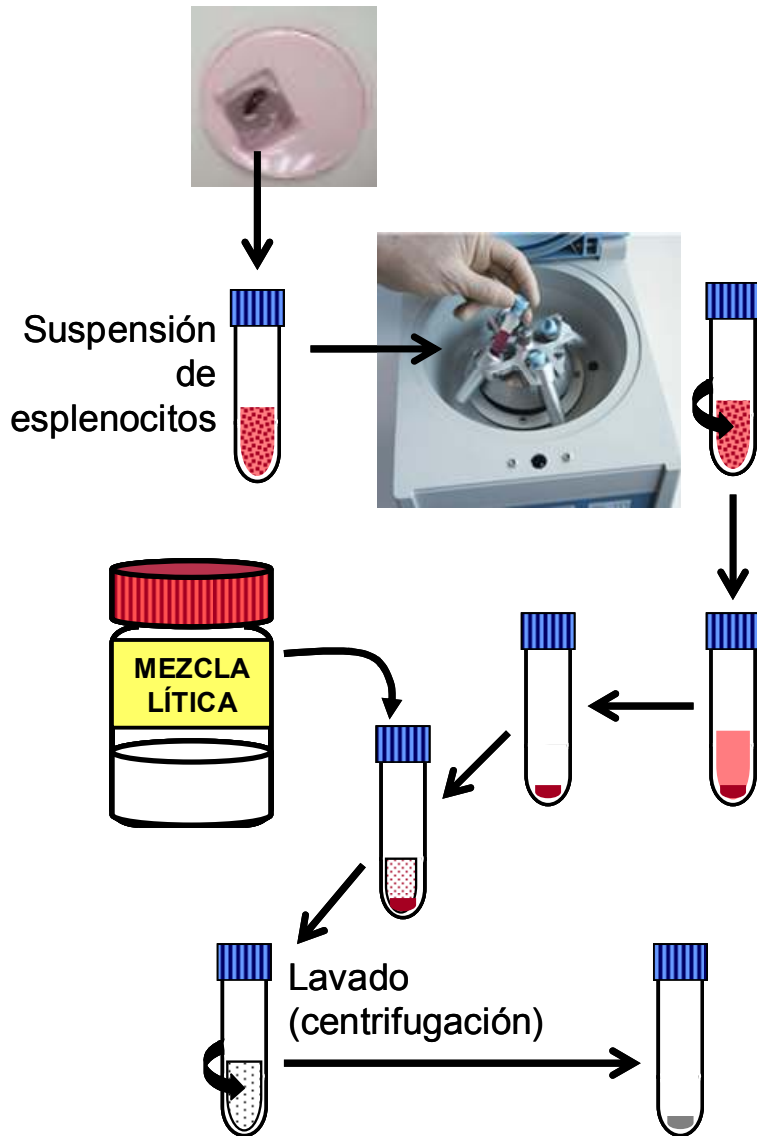 Suspensión
de
esplenocitos
MEZCLA
LÍTICA
Lavado
(centrifugación)